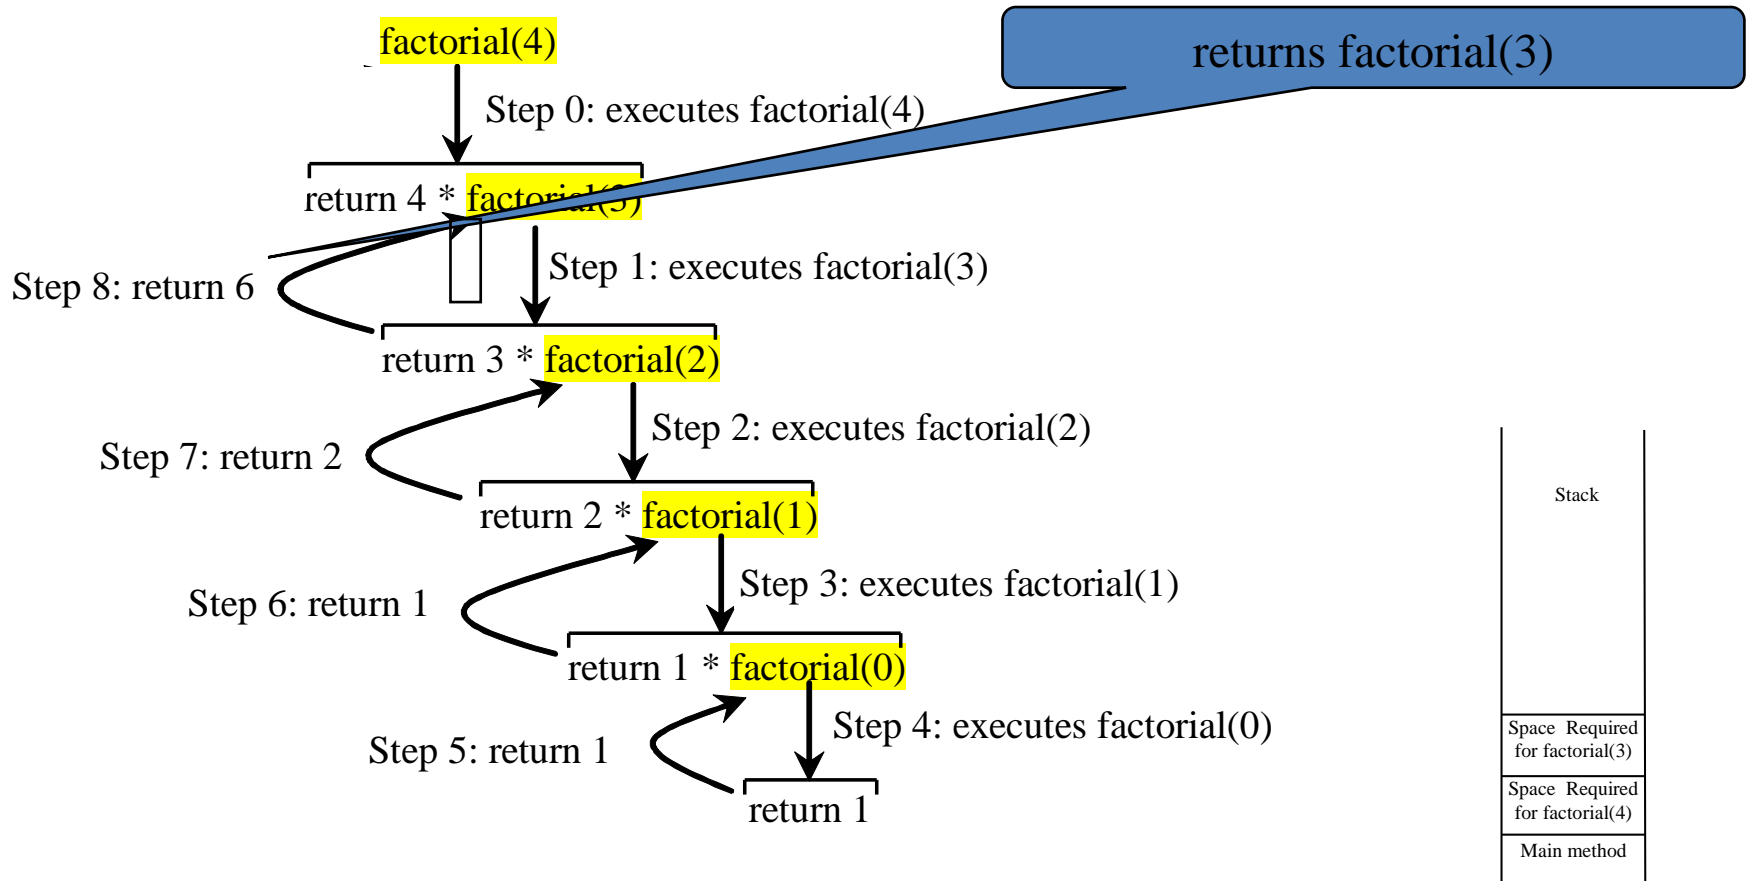 factorial(4)
returns factorial(3)
Step 0: executes factorial(4)
return 4 * factorial(3)
Step 1: executes factorial(3)
Step 8: return 6
return 3 * factorial(2)
Step 2: executes factorial(2)
Step 7: return 2
return 2 * factorial(1)
Step 3: executes factorial(1)
Step 6: return 1
return 1 * factorial(0)
Step 4: executes factorial(0)
Step 5: return 1
return 1
Stack
Space Required
for factorial(3)
Space Required
for factorial(4)
Main method